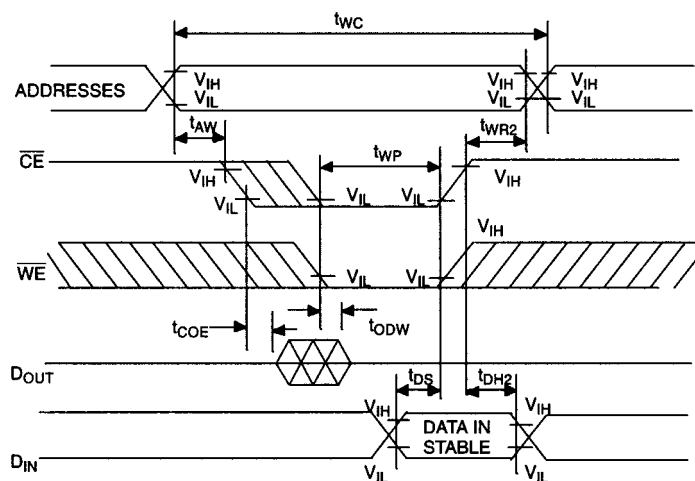 tWC
ADDRESSES VIH VIL VIH VIL VIH VIL
tAW tWR2
CE tWP
VIH VIH
VIL VIL VIL
VIH
WE VIL VIL
tCOE tODW
DOUT
tDS tDH2
VIH DATA IN STABLE VIH
DIN
VIL VIL